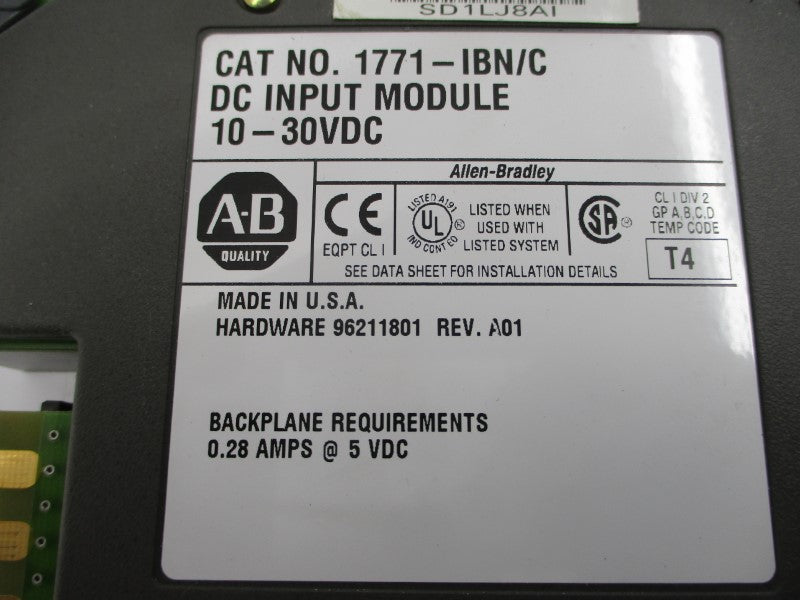 SD1LJ8AI
CAT NO. 1771-IBN/C
DC INPUT MODULE
10-30VDC
Allen-Bradley
A-B
QUALITY
CE
EQPT CL I
LISTED A191
UL
®
IND CONT EQ
LISTED WHEN
USED WITH
LISTED SYSTEM
SA
®
CL I DIV 2
GP A,B,C,D
TEMP CODE
T4
SEE DATA SHEET FOR INSTALLATION DETAILS
MADE IN U.S.A.
HARDWARE 96211801 REV. A01
BACKPLANE REQUIREMENTS
0.28 AMPS @ 5 VDC